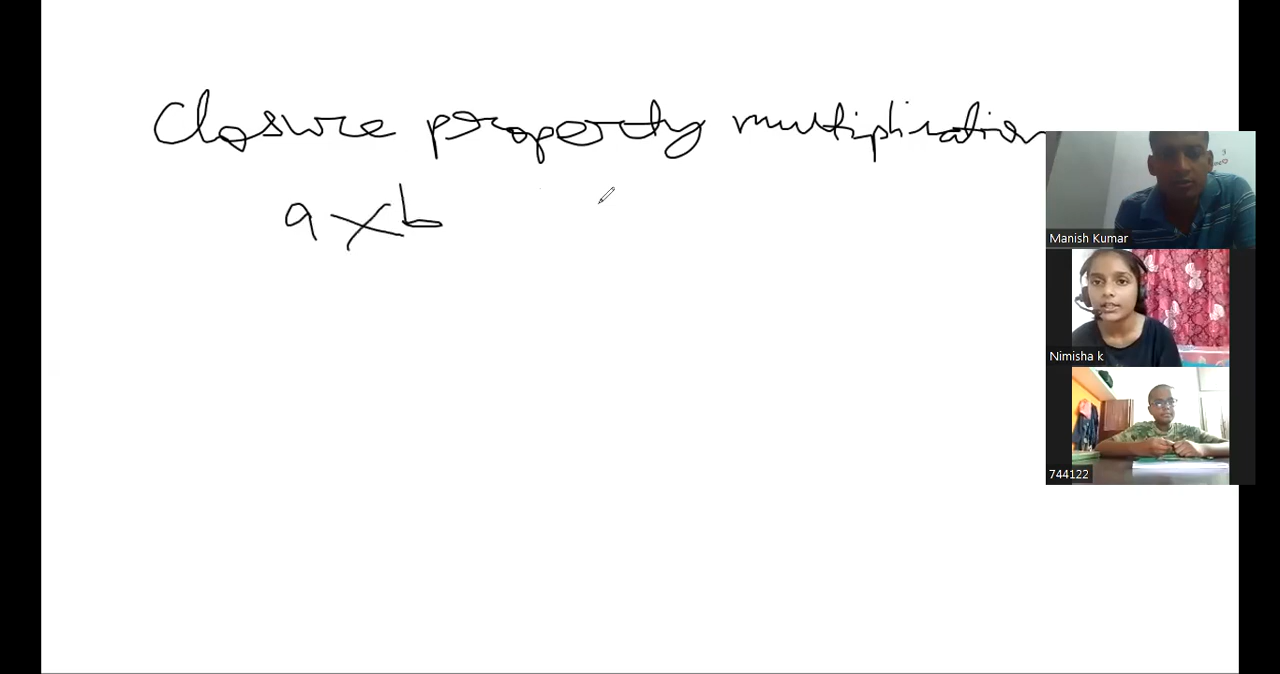 Closure property multiplication
a × b
Manish Kumar
Nimisha k
744122